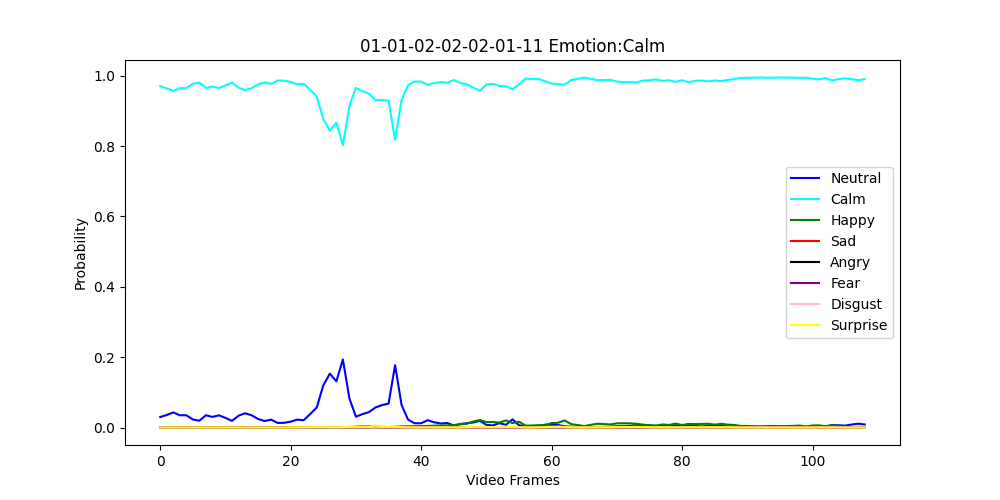 01-01-02-02-02-01-11 Emotion:Calm
Probability
1.0
0.8
0.6
0.4
0.2
0.0
Neutral
Calm
Happy
Sad
Angry
Fear
Disgust
Surprise
0 20 40 60 80 100
Video Frames